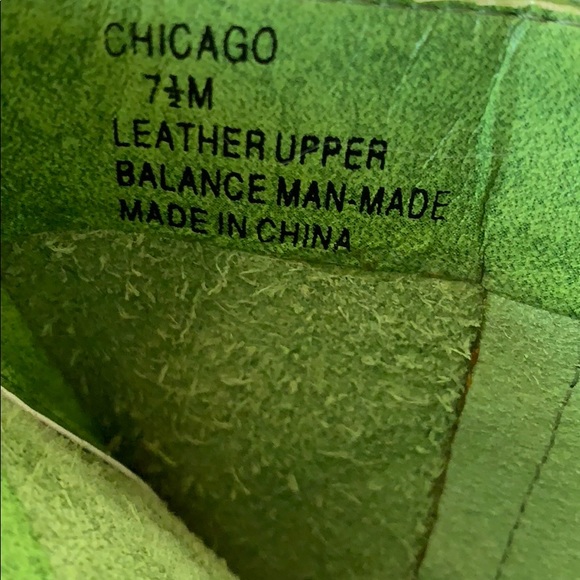 CHICAGO
7½M
LEATHER UPPER
BALANCE MAN-MADE
MADE IN CHINA